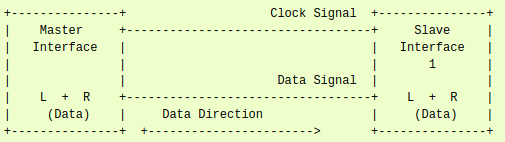 Clock Signal
Master Slave
Interface Interface
1
Data Signal
L + R L + R
(Data) Data Direction (Data)